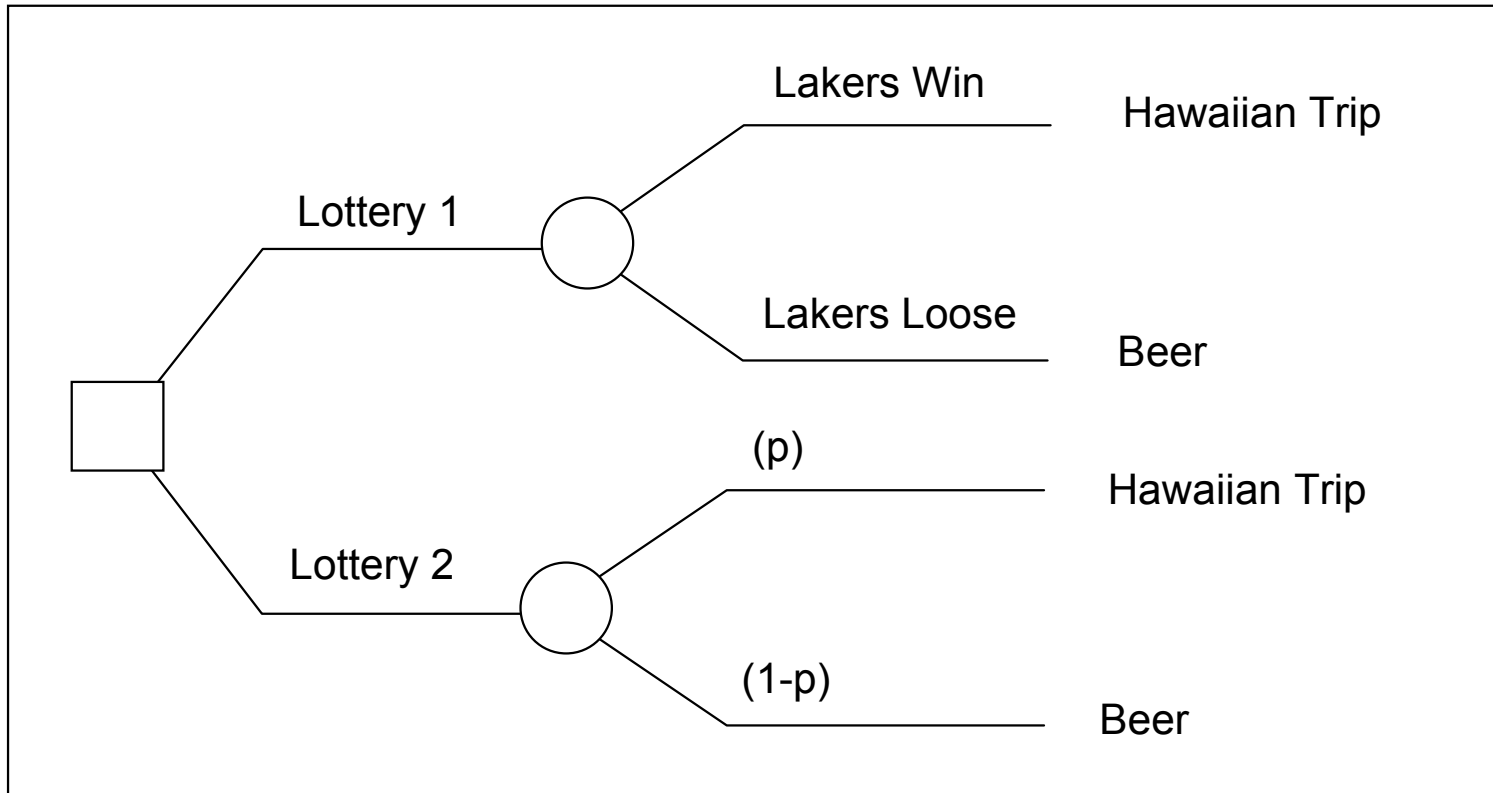 Lakers Win
Hawaiian Trip
Lottery 1
Lakers Loose
Beer
(p)
Hawaiian Trip
Lottery 2
(1-p)
Beer